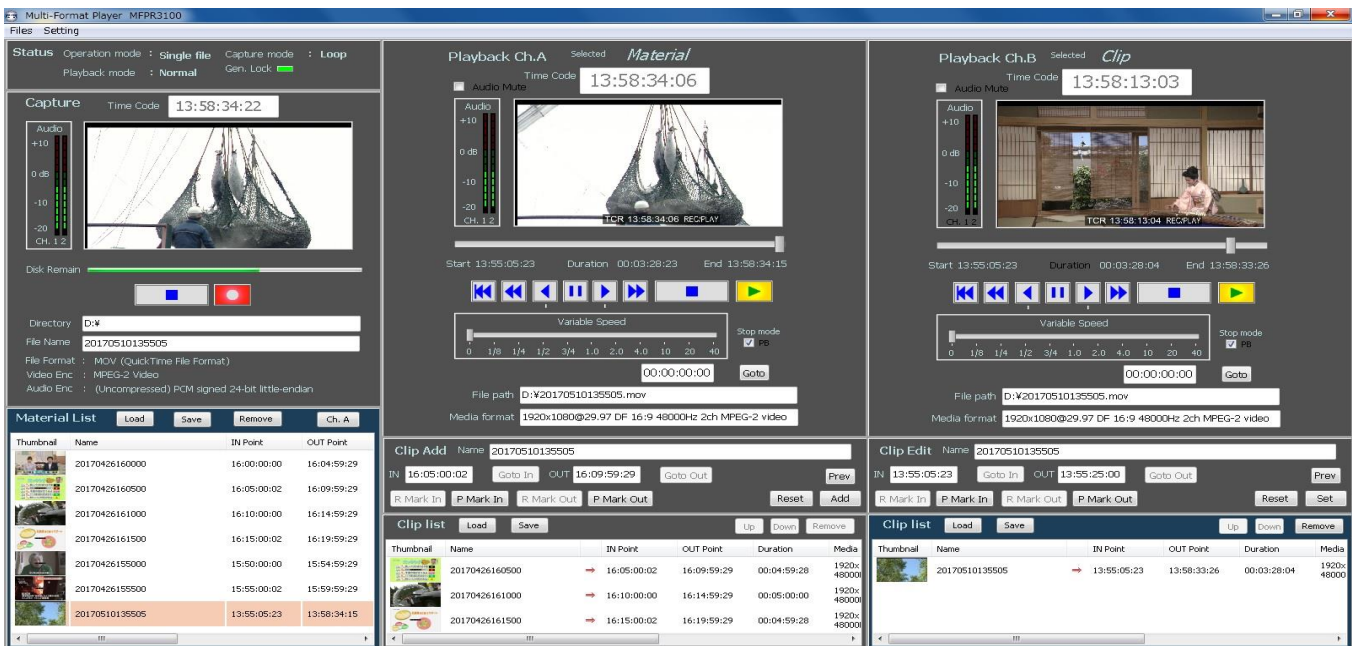 Multi-Format Player MFPR3100
Files Setting
Status Operation mode : Single file Capture mode : Loop
Playback mode : Normal Gen. Lock
Capture Time Code 13:58:34:22
Audio
+10
0 dB
-10
-20
CH. 1 2
Disk Remain
Directory D:¥
File Name 20170510135505
File Format : MOV (QuickTime File Format)
Video Enc : MPEG-2 Video
Audio Enc : (Uncompressed) PCM signed 24-bit little-endian
Material List Load Save Remove Ch. A
Thumbnail Name IN Point OUT Point
20170426160000 16:00:00:00 16:04:59:29
20170426160500 16:05:00:02 16:09:59:29
20170426161000 16:10:00:00 16:14:59:29
20170426161500 16:15:00:02 16:19:59:29
20170426155000 15:50:00:00 15:54:59:29
20170426155500 15:55:00:02 15:59:59:29
20170510135505 13:55:05:23 13:58:34:15
Playback Ch.A Selected Material
Time Code 13:58:34:06
Audio Mute
Audio
+10
0 dB
-10
-20
CH. 1 2
TCR 13:58:34:06 REC/PLAY
Start 13:55:05:23 Duration 00:03:28:23 End 13:58:34:15
Variable Speed
0 1/8 1/4 1/2 3/4 1.0 2.0 4.0 10 20 40
Stop mode
PB
00:00:00:00 Goto
File path D:¥20170510135505.mov
Media format 1920x1080@29.97 DF 16:9 48000Hz 2ch MPEG-2 video
Clip Add Name 20170510135505
IN 16:05:00:02 Goto In OUT 16:09:59:29 Goto Out Prev
R Mark In P Mark In R Mark Out P Mark Out Reset Add
Clip list Load Save Up Down Remove
Thumbnail Name IN Point OUT Point Duration Media
20170426160500 → 16:05:00:02 16:09:59:29 00:04:59:28 1920x
48000
20170426161000 → 16:10:00:00 16:14:59:29 00:05:00:00 1920x
48000
20170426161500 → 16:15:00:02 16:19:59:29 00:04:59:28 1920x
48000
Playback Ch.B Selected Clip
Time Code 13:58:13:03
Audio Mute
Audio
+10
0 dB
-10
-20
CH. 1 2
TCR 13:58:13:04 REC/PLAY
Start 13:55:05:23 Duration 00:03:28:04 End 13:58:33:26
Variable Speed
0 1/8 1/4 1/2 3/4 1.0 2.0 4.0 10 20 40
Stop mode
PB
00:00:00:00 Goto
File path D:¥20170510135505.mov
Media format 1920x1080@29.97 DF 16:9 48000Hz 2ch MPEG-2 video
Clip Edit Name 20170510135505
IN 13:55:05:23 Goto In OUT 13:55:25:00 Goto Out Prev
R Mark In P Mark In R Mark Out P Mark Out Reset Set
Clip list Load Save Up Down Remove
Thumbnail Name IN Point OUT Point Duration Media
20170510135505 → 13:55:05:23 13:58:33:26 00:03:28:04 1920x
48000